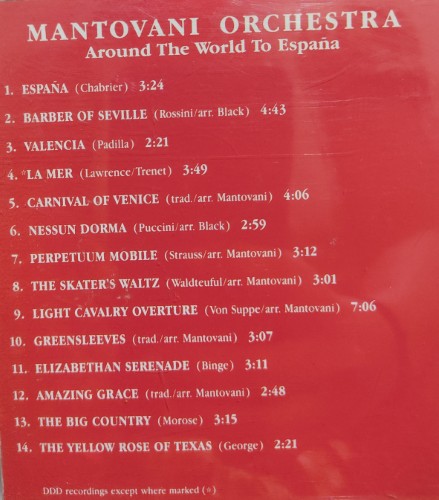 MANTOVANI ORCHESTRA
Around The World To España
1. ESPAÑA (Chabrier) 3:24
2. BARBER OF SEVILLE (Rossini/arr. Black) 4:43
3. VALENCIA (Padilla) 2:21
4. *LA MER (Lawrence/Trenet) 3:49
5. CARNIVAL OF VENICE (trad./arr. Mantovani) 4:06
6. NESSUN DORMA (Puccini/arr. Black) 2:59
7. PERPETUUM MOBILE (Strauss/arr. Mantovani) 3:12
8. THE SKATER'S WALTZ (Waldteuful/arr. Mantovani) 3:01
9. LIGHT CAVALRY OVERTURE (Von Suppe/arr. Mantovani) 7:06
10. GREENSLEEVES (trad./arr. Mantovani) 3:07
11. ELIZABETHAN SERENADE (Binge) 3:11
12. AMAZING GRACE (trad./arr. Mantovani) 2:48
13. THE BIG COUNTRY (Morose) 3:15
14. THE YELLOW ROSE OF TEXAS (George) 2:21
DDD recordings except where marked (*)